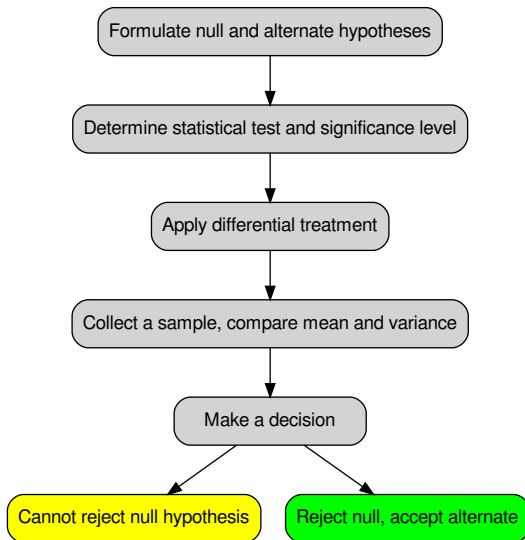 Formulate null and alternate hypotheses
Determine statistical test and significance level
Apply differential treatment
Collect a sample, compare mean and variance
Make a decision
Cannot reject null hypothesis
Reject null, accept alternate